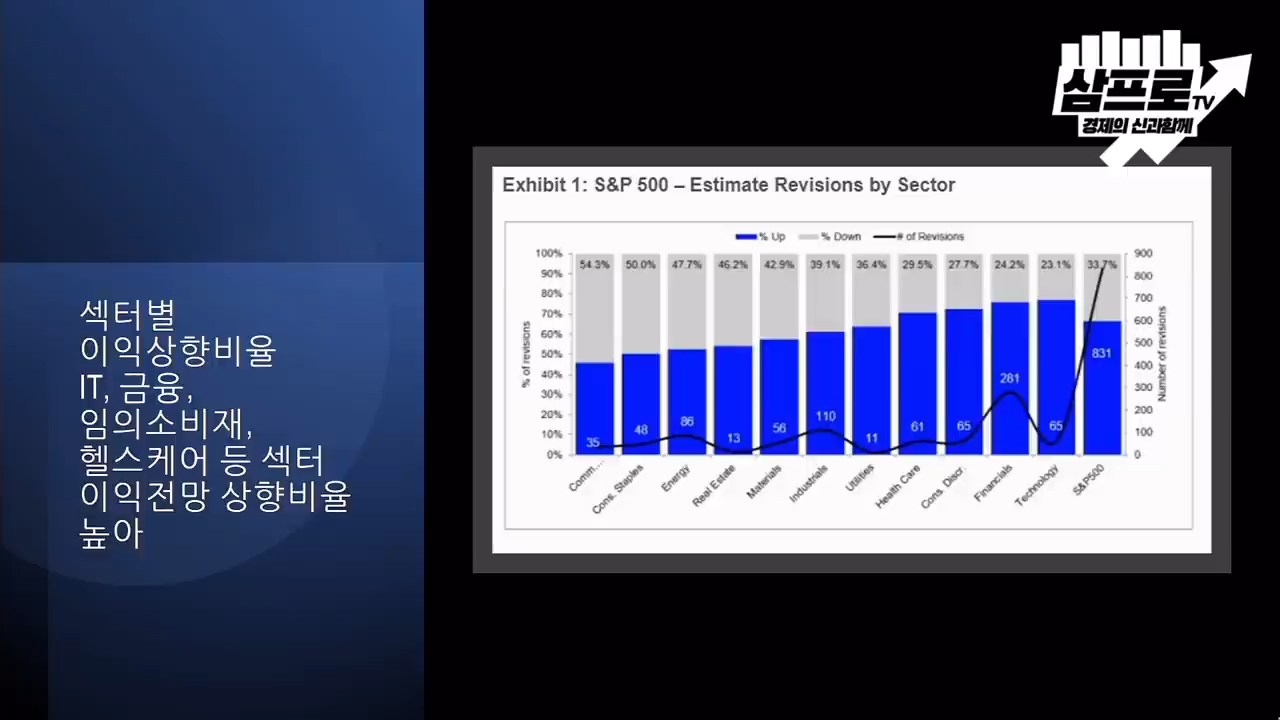 삼프로TV
경제의 신과함께
섹터별
이익상향비율
IT, 금융,
임의소비재,
헬스케어 등 섹터
이익전망 상향비율
높아
Exhibit 1: S&P 500 – Estimate Revisions by Sector
% Up % Down # of Revisions
100% 54.3% 50.0% 47.7% 46.2% 42.9% 39.1% 36.4% 29.5% 27.7% 24.2% 23.1% 33.7% 900
90% 800
80% 700
70% 600
60% 500
50% 400
40% 300
30% 200
20% 100
10% 0
0%
% of revisions
Number of revisions
35 48 86 13 56 110 11 61 65 281 65 831
Comm.... Cons. Staples Energy Real Estate Materials Industrials Utilities Health Care Cons. Discr. Financials Technology S&P500